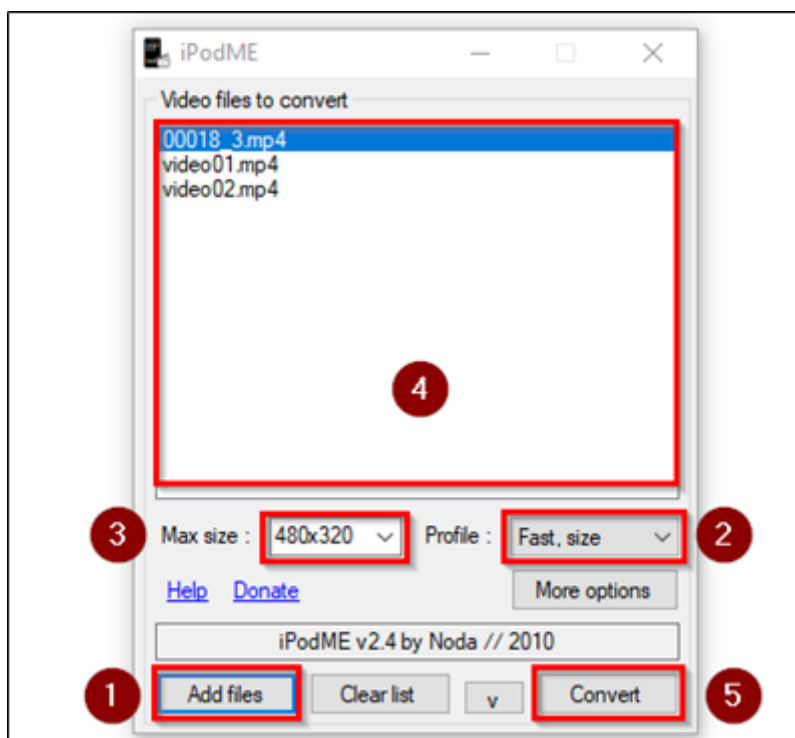 iPodME
Video files to convert
00018_3.mp4
video01.mp4
video02.mp4
4
3 Max size : 480x320 Profile : Fast, size 2
Help Donate More options
iPodME v2.4 by Noda // 2010
1 Add files Clear list v Convert 5